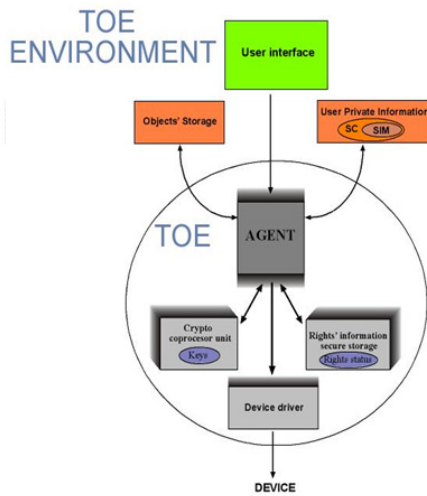 TOE
ENVIRONMENT
User interface
Objects' Storage
User Private Information
SC
SIM
TOE
AGENT
Crypto
coprocesor unit
Keys
Rights' information
secure storage
Rights status
Device driver
DEVICE